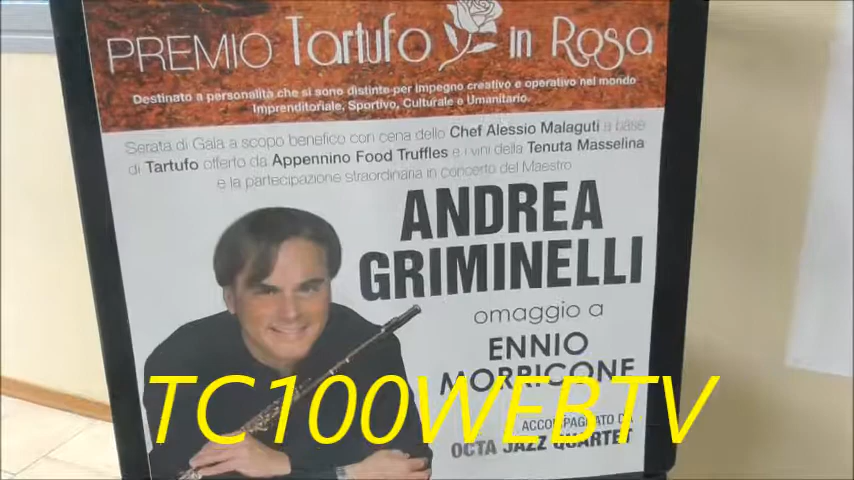 PREMIO TARTUFO in ROSA
Destinato a personalità che si sono distinte per impegno creativo e operativo nel mondo
Imprenditoriale, Sportivo, Culturale e Umanitario.
Serata di Gala a scopo benefico con cena dello Chef Alessio Malaguti a base
di Tartufo offerto da Appennino Food Truffles e i vini della Tenuta Masselina
e la partecipazione straordinaria in concerto del Maestro
ANDREA
GRIMINELLI
omaggio a
ENNIO
MORRICONE
TC100WEBTV
ACCOMPAGNATO DA
OCTA JAZZ QUARTET